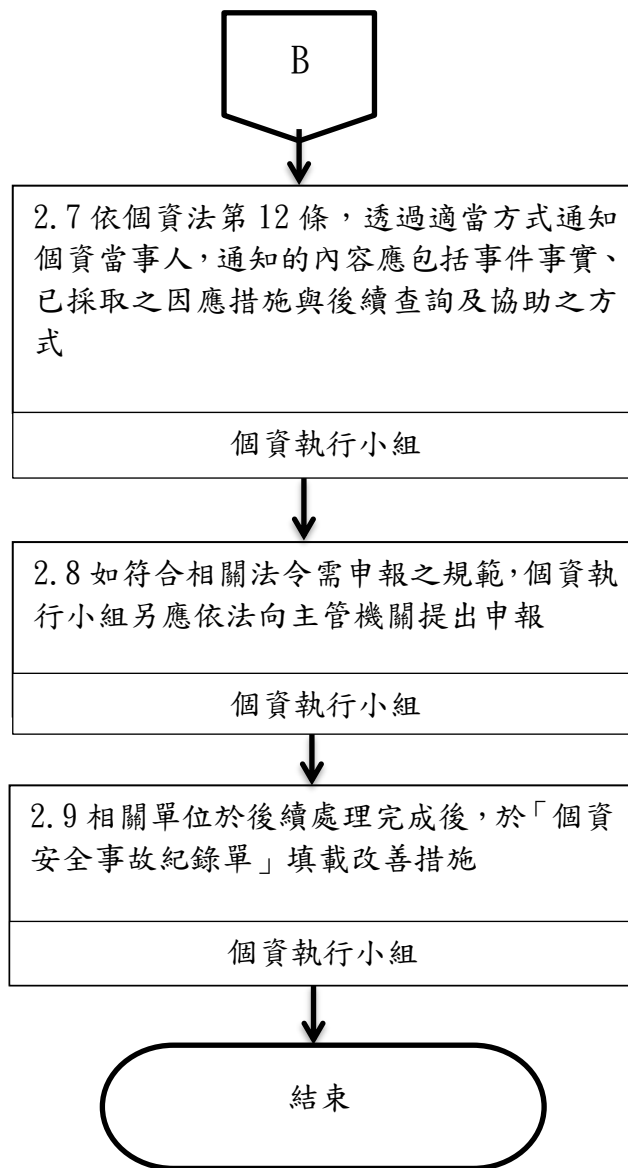 B
2.7 依個資法第 12 條，透過適當方式通知
個資當事人，通知的內容應包括事件事實、
已採取之因應措施與後續查詢及協助之方
式
個資執行小組
2.8 如符合相關法令需申報之規範，個資執
行小組另應依法向主管機關提出申報
個資執行小組
2.9 相關單位於後續處理完成後，於「個資
安全事故紀錄單」填載改善措施
個資執行小組
結束